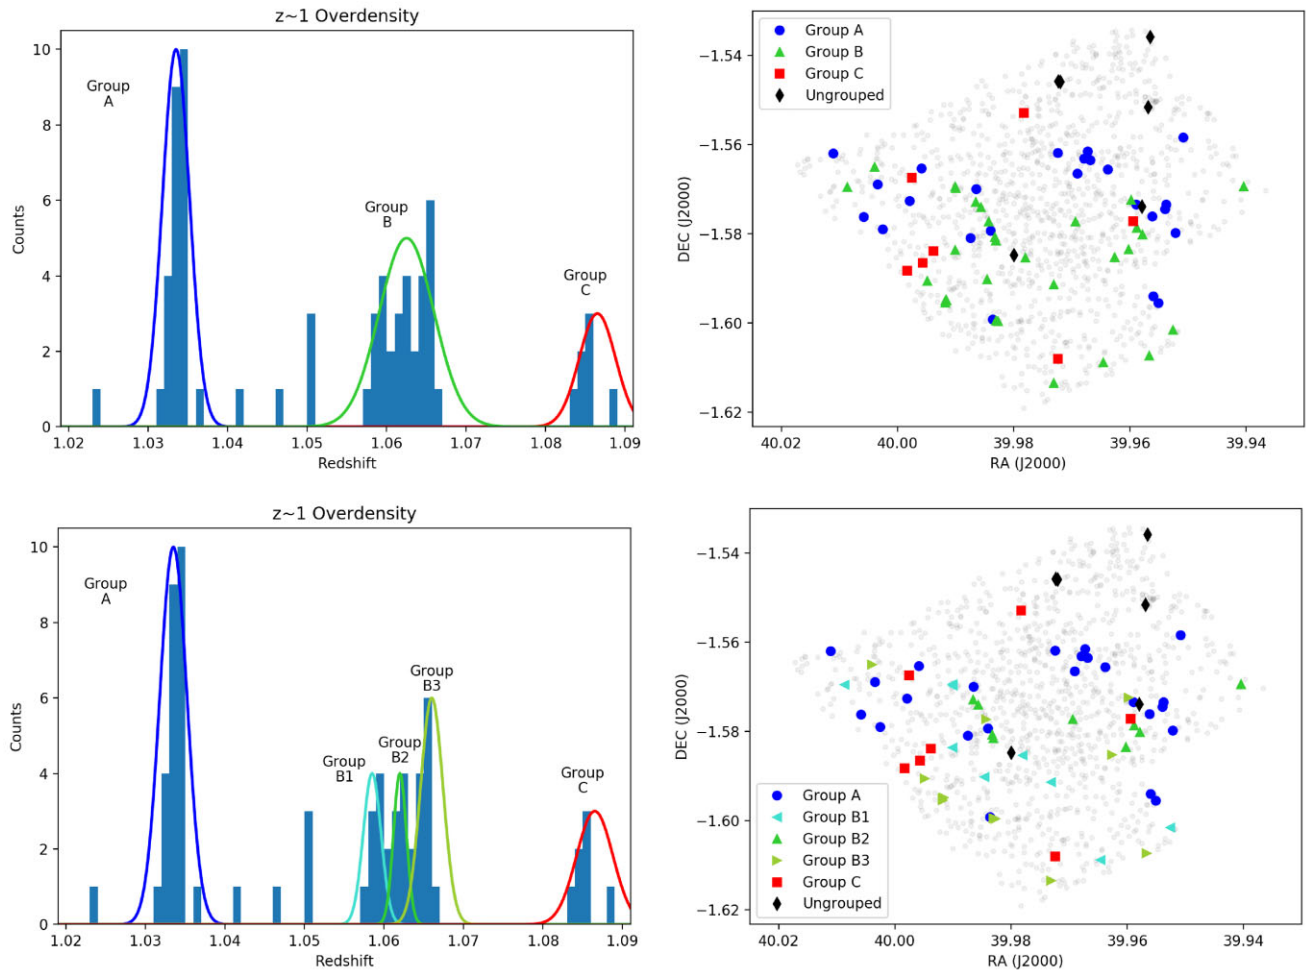 z~1 Overdensity
Counts
10
8
6
4
2
0
Group
A
Group
B
Group
C
1.02 1.03 1.04 1.05 1.06 1.07 1.08 1.09
Redshift
DEC (J2000)
−1.54
−1.56
−1.58
−1.60
−1.62
Group A
Group B
Group C
Ungrouped
40.02 40.00 39.98 39.96 39.94
RA (J2000)
z~1 Overdensity
Counts
10
8
6
4
2
0
Group
A
Group
B1
Group
B2
Group
B3
Group
C
1.02 1.03 1.04 1.05 1.06 1.07 1.08 1.09
Redshift
DEC (J2000)
−1.54
−1.56
−1.58
−1.60
−1.62
Group A
Group B1
Group B2
Group B3
Group C
Ungrouped
40.02 40.00 39.98 39.96 39.94
RA (J2000)